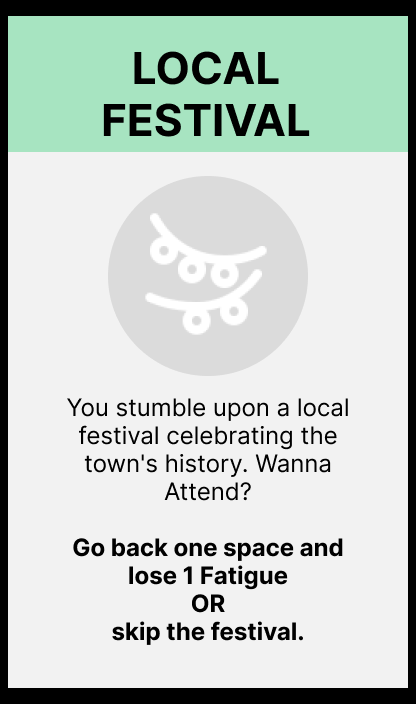 LOCAL
FESTIVAL
You stumble upon a local
festival celebrating the
town's history. Wanna
Attend?
Go back one space and
lose 1 Fatigue
OR
skip the festival.